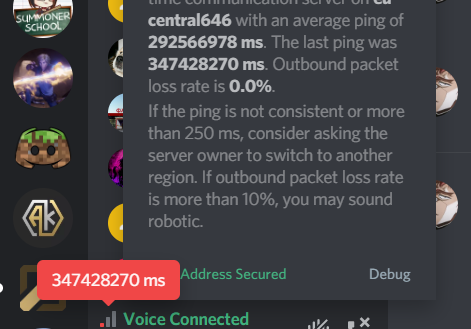 SUMMONER
SCHOOL
time communication server on eu-
central646 with an average ping of
292566978 ms. The last ping was
347428270 ms. Outbound packet
loss rate is 0.0%.
If the ping is not consistent or more
than 250 ms, consider asking the
server owner to switch to another
region. If outbound packet loss rate
is more than 10%, you may sound
robotic.
347428270 ms
Address Secured
Debug
Voice Connected